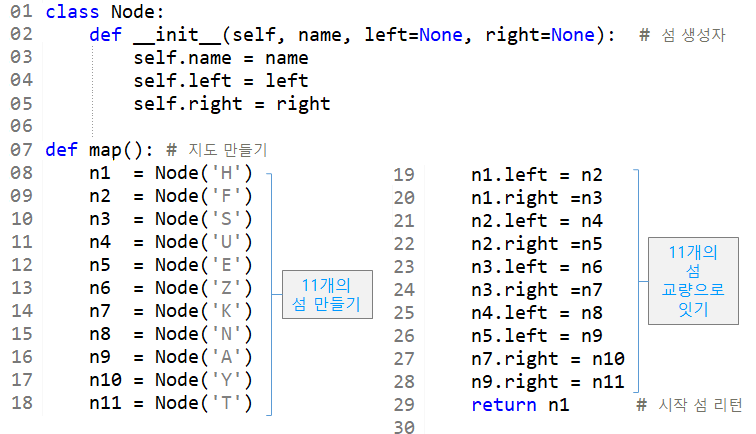 01 class Node:
02     def __init__(self, name, left=None, right=None):  # 섬 생성자
03         self.name = name
04         self.left = left
05         self.right = right
06
07 def map(): # 지도 만들기
08     n1  = Node('H')
09     n2  = Node('F')
10     n3  = Node('S')
11     n4  = Node('U')
12     n5  = Node('E')
13     n6  = Node('Z')
14     n7  = Node('K')
15     n8  = Node('N')
16     n9  = Node('A')
17     n10 = Node('Y')
18     n11 = Node('T')
11개의
섬 만들기
19     n1.left = n2
20     n1.right =n3
21     n2.left = n4
22     n2.right =n5
23     n3.left = n6
24     n3.right =n7
25     n4.left = n8
26     n5.left = n9
27     n7.right = n10
28     n9.right = n11
29     return n1      # 시작 섬 리턴
30
11개의
섬
교량으로
잇기